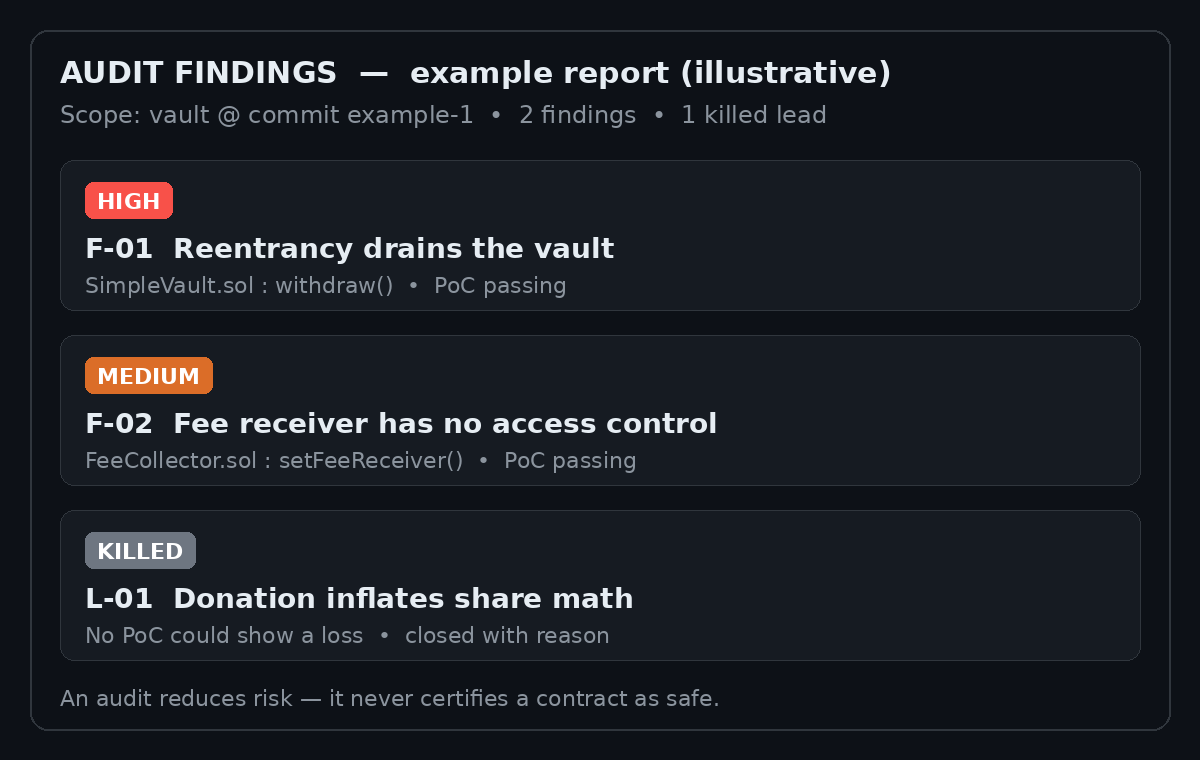 AUDIT FINDINGS — example report (illustrative)
Scope: vault @ commit example-1 • 2 findings • 1 killed lead
HIGH
F-01 Reentrancy drains the vault
SimpleVault.sol : withdraw() • PoC passing
MEDIUM
F-02 Fee receiver has no access control
FeeCollector.sol : setFeeReceiver() • PoC passing
KILLED
L-01 Donation inflates share math
No PoC could show a loss • closed with reason
An audit reduces risk — it never certifies a contract as safe.